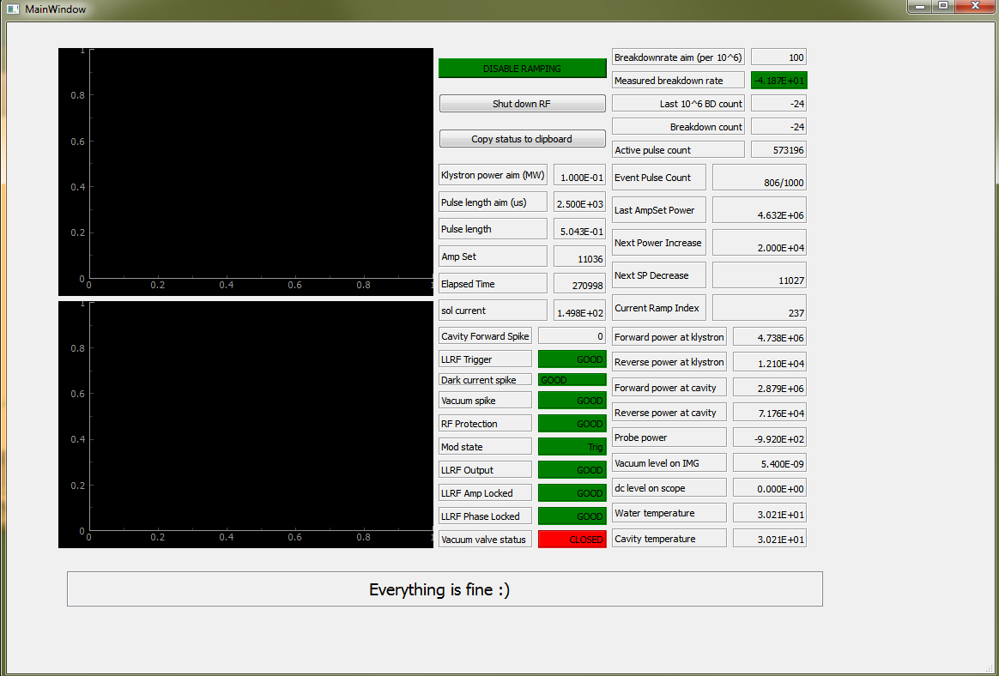 MainWindow
1
0.8
0.6
0.4
0.2
0
0 0.2 0.4 0.6 0.8 1
1
0.8
0.6
0.4
0.2
0
0 0.2 0.4 0.6 0.8 1
DISABLE RAMPING
Shut down RF
Copy status to clipboard
Klystron power aim (MW) 1.000E-01
Pulse length aim (us) 2.500E+03
Pulse length 5.043E-01
Amp Set 11036
Elapsed Time 270998
sol current 1.498E+02
Cavity Forward Spike 0
LLRF Trigger GOOD
Dark current spike GOOD
Vacuum spike GOOD
RF Protection GOOD
Mod state Trig
LLRF Output GOOD
LLRF Amp Locked GOOD
LLRF Phase Locked GOOD
Vacuum valve status CLOSED
Breakdownrate aim (per 10^6) 100
Measured breakdown rate -4.187E+01
Last 10^6 BD count -24
Breakdown count -24
Active pulse count 573196
Event Pulse Count 806/1000
Last AmpSet Power 4.632E+06
Next Power Increase 2.000E+04
Next SP Decrease 11027
Current Ramp Index 237
Forward power at klystron 4.738E+06
Reverse power at klystron 1.210E+04
Forward power at cavity 2.879E+06
Reverse power at cavity 7.176E+04
Probe power -9.920E+02
Vacuum level on IMG 5.400E-09
dc level on scope 0.000E+00
Water temperature 3.021E+01
Cavity temperature 3.021E+01
Everything is fine :)